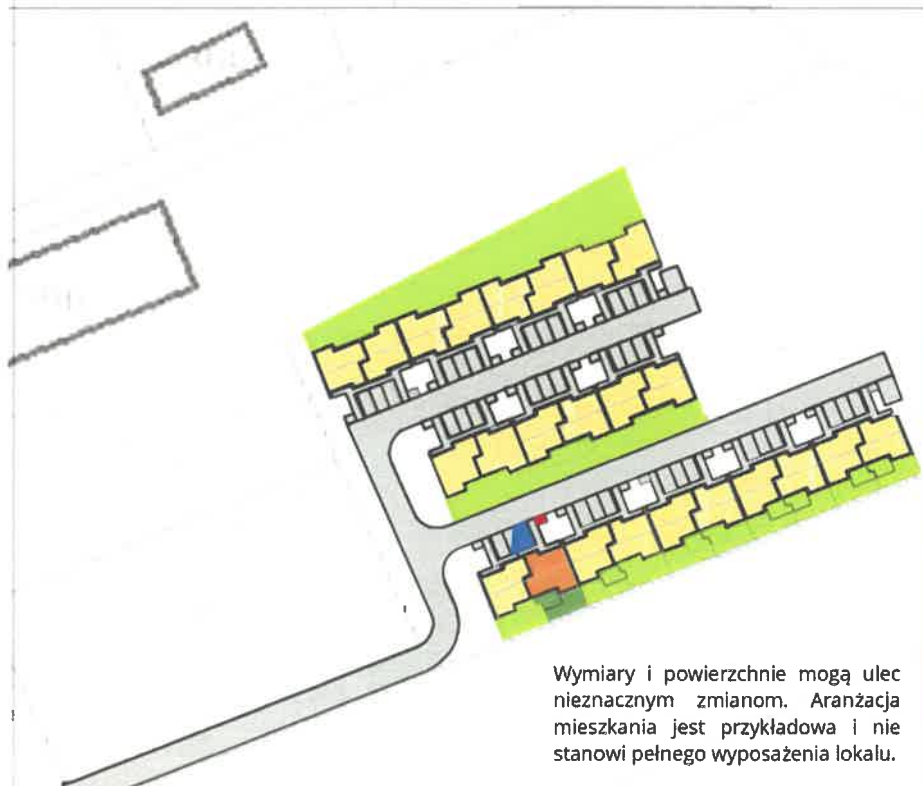 Wymiary i powierzchnie mogą ulec
nieznacznym zmianom. Aranżacja
mieszkania jest przykładowa i nie
stanowi pełnego wyposażenia lokalu.